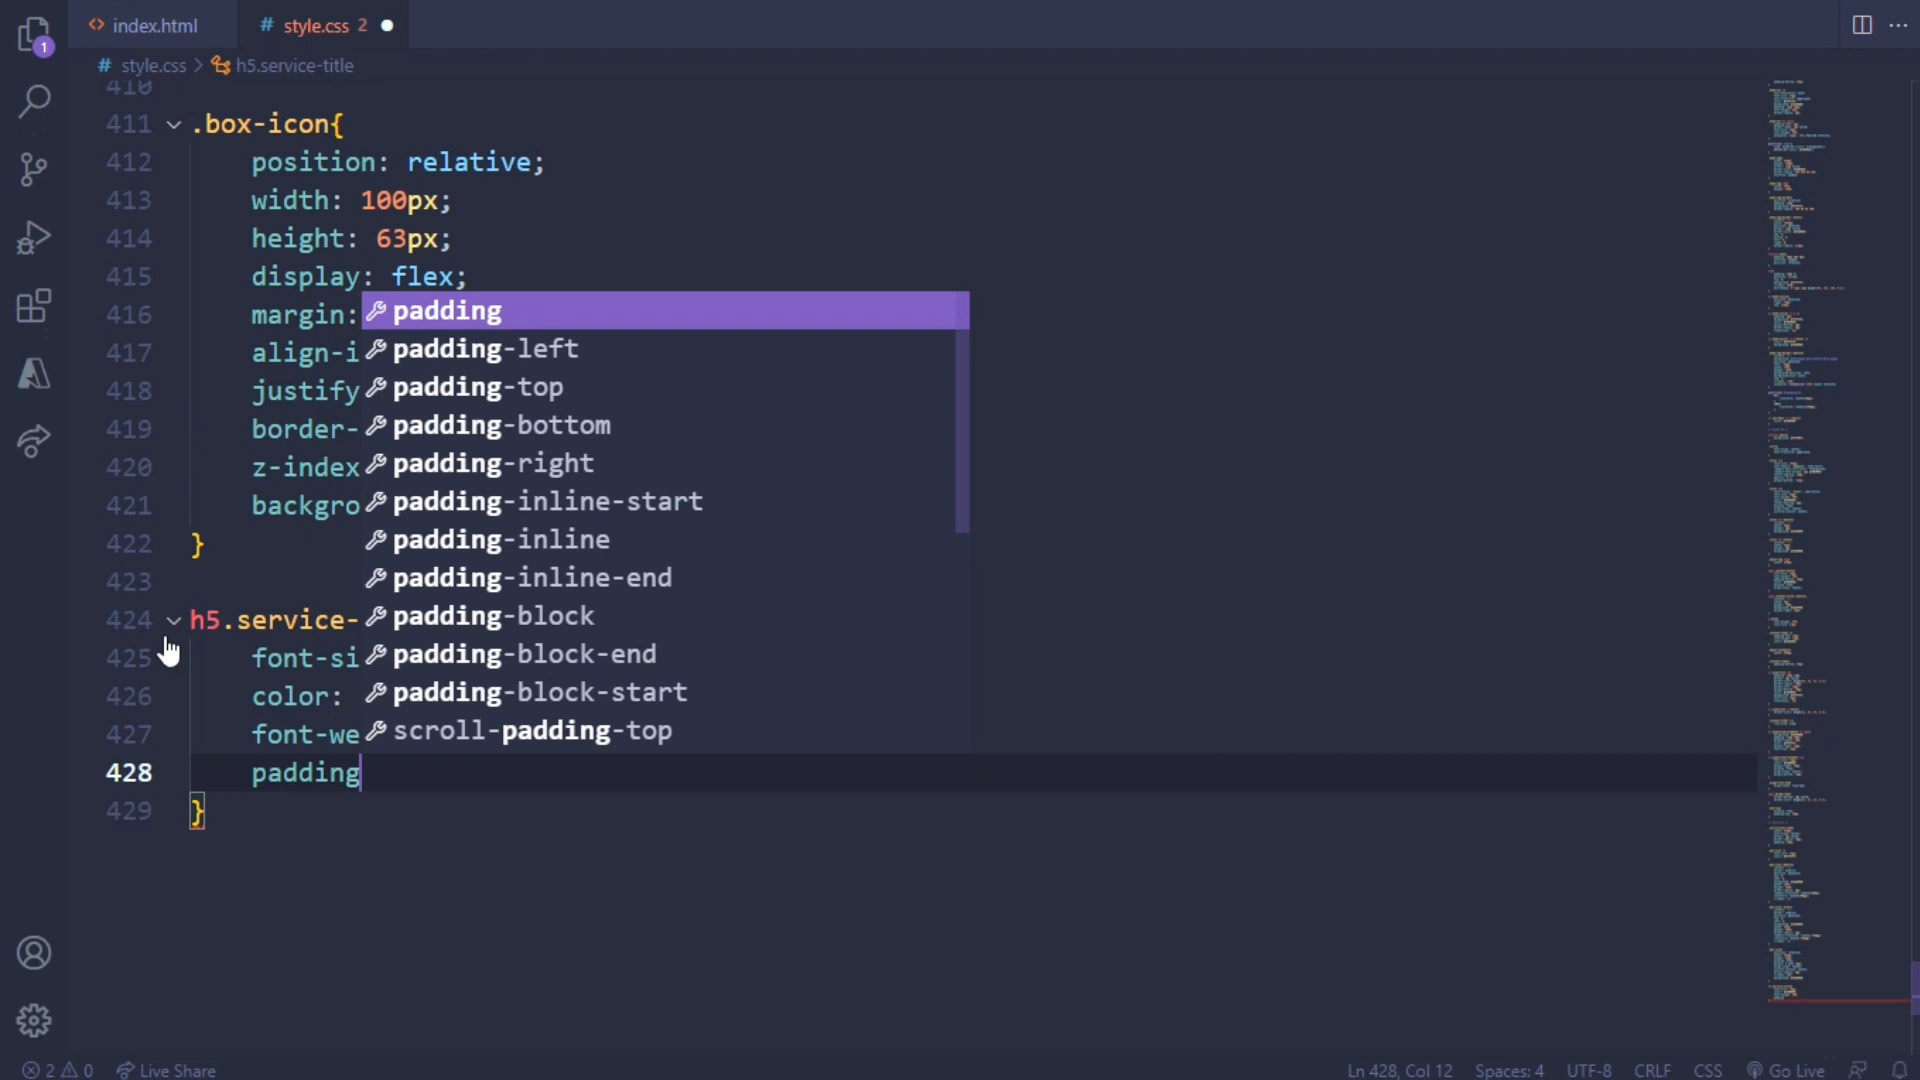 index.html
# style.css 2
# style.css > h5.service-title
410
411 .box-icon{
412 position: relative;
413 width: 100px;
414 height: 63px;
415 display: flex;
416 margin:
417 align-i
418 justify
419 border-
420 z-index
421 backgro
422 }
423
424 h5.service-
425 font-si
426 color:
427 font-we
428 padding
429 }
padding
padding-left
padding-top
padding-bottom
padding-right
padding-inline-start
padding-inline
padding-inline-end
padding-block
padding-block-end
padding-block-start
scroll-padding-top
1
2 0 Live Share Ln 428, Col 12 Spaces: 4 UTF-8 CRLF CSS Go Live